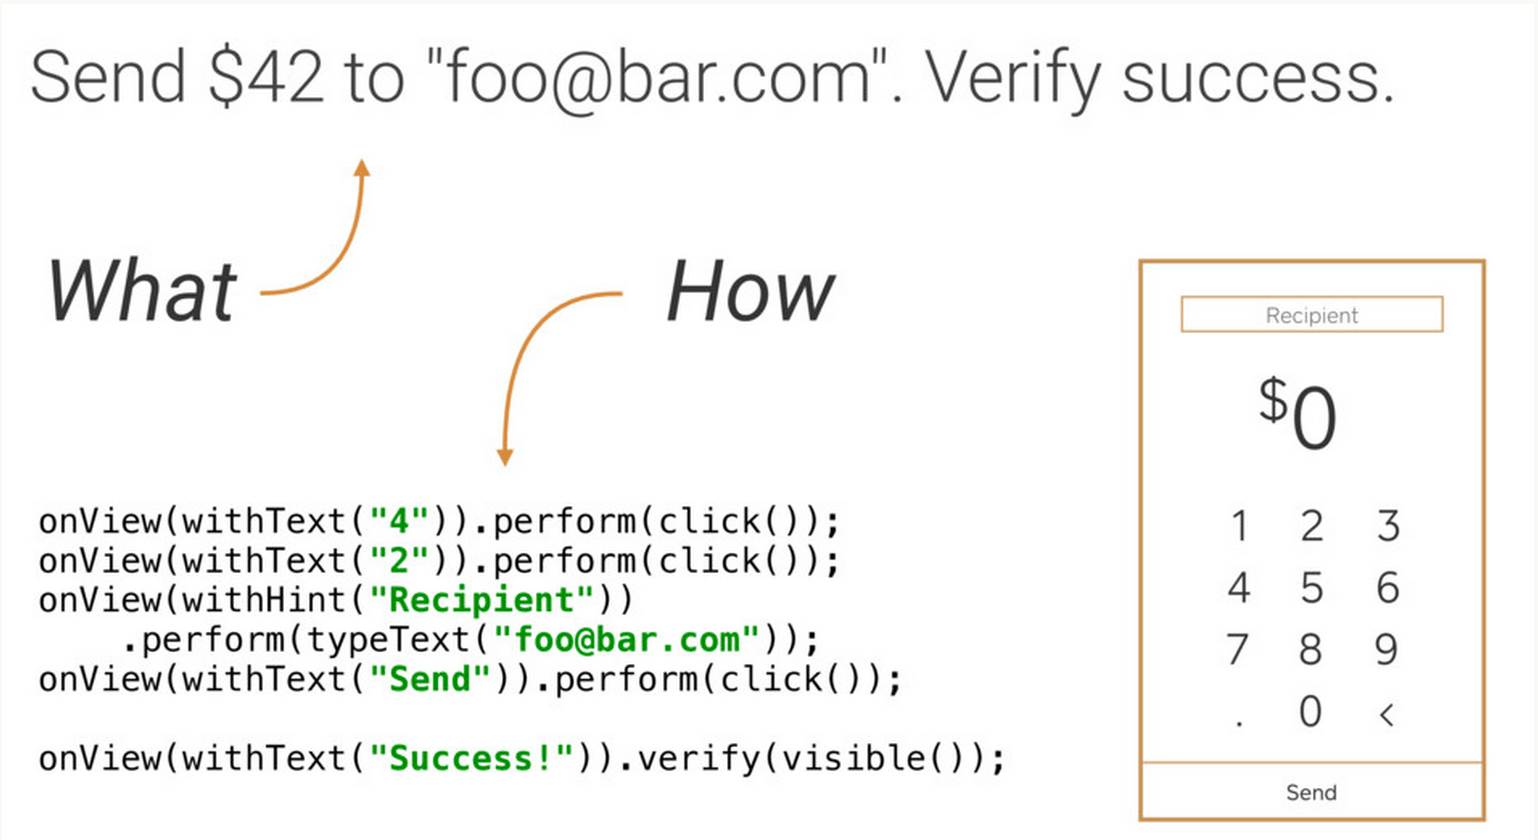 Send $42 to "foo@bar.com". Verify success.
What
How
onView(withText("4")).perform(click());
onView(withText("2")).perform(click());
onView(withHint("Recipient"))
    .perform(typeText("foo@bar.com"));
onView(withText("Send")).perform(click());
onView(withText("Success!")).verify(visible());
Recipient
$0
1 2 3
4 5 6
7 8 9
. 0 <
Send